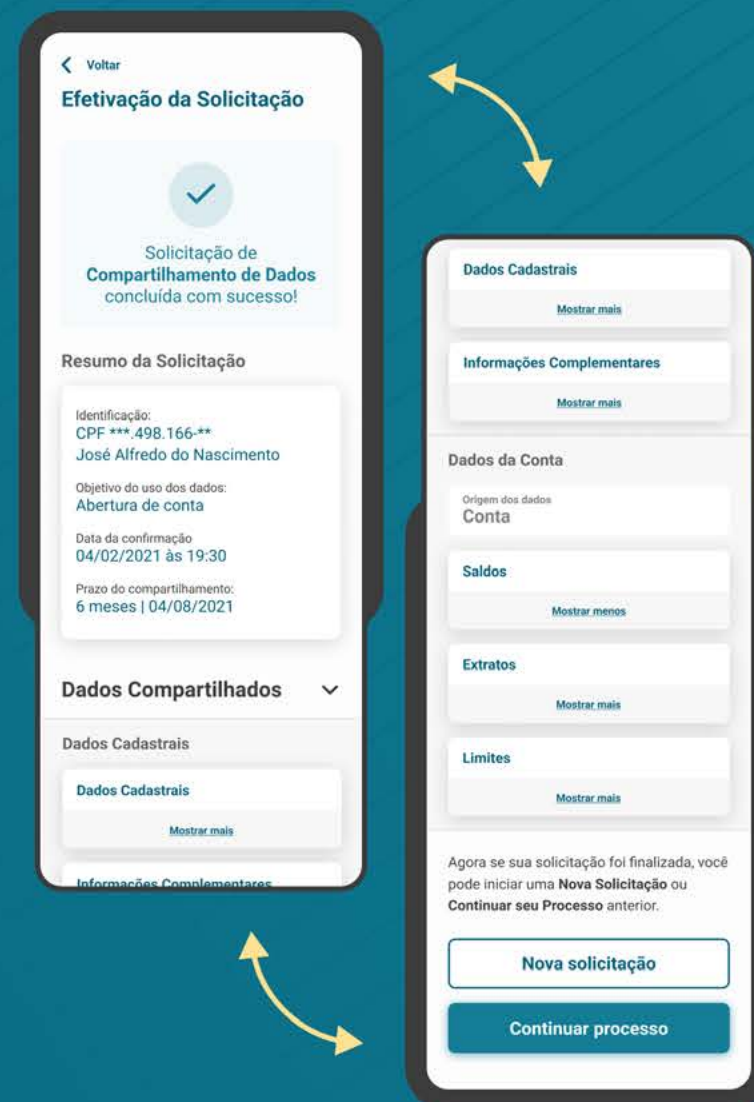 Voltar
Efetivação da Solicitação
Solicitação de
Compartilhamento de Dados
concluída com sucesso!
Resumo da Solicitação
Identificação:
CPF ***.498.166-**
José Alfredo do Nascimento
Objetivo do uso dos dados:
Abertura de conta
Data da confirmação
04/02/2021 às 19:30
Prazo do compartilhamento:
6 meses | 04/08/2021
Dados Compartilhados
Dados Cadastrais
Dados Cadastrais
Mostrar mais
Informações Complementares
Dados Cadastrais
Mostrar mais
Informações Complementares
Mostrar mais
Dados da Conta
Origem dos dados
Conta
Saldos
Mostrar menos
Extratos
Mostrar mais
Limites
Mostrar mais
Agora se sua solicitação foi finalizada, você
pode iniciar uma Nova Solicitação ou
Continuar seu Processo anterior.
Nova solicitação
Continuar processo